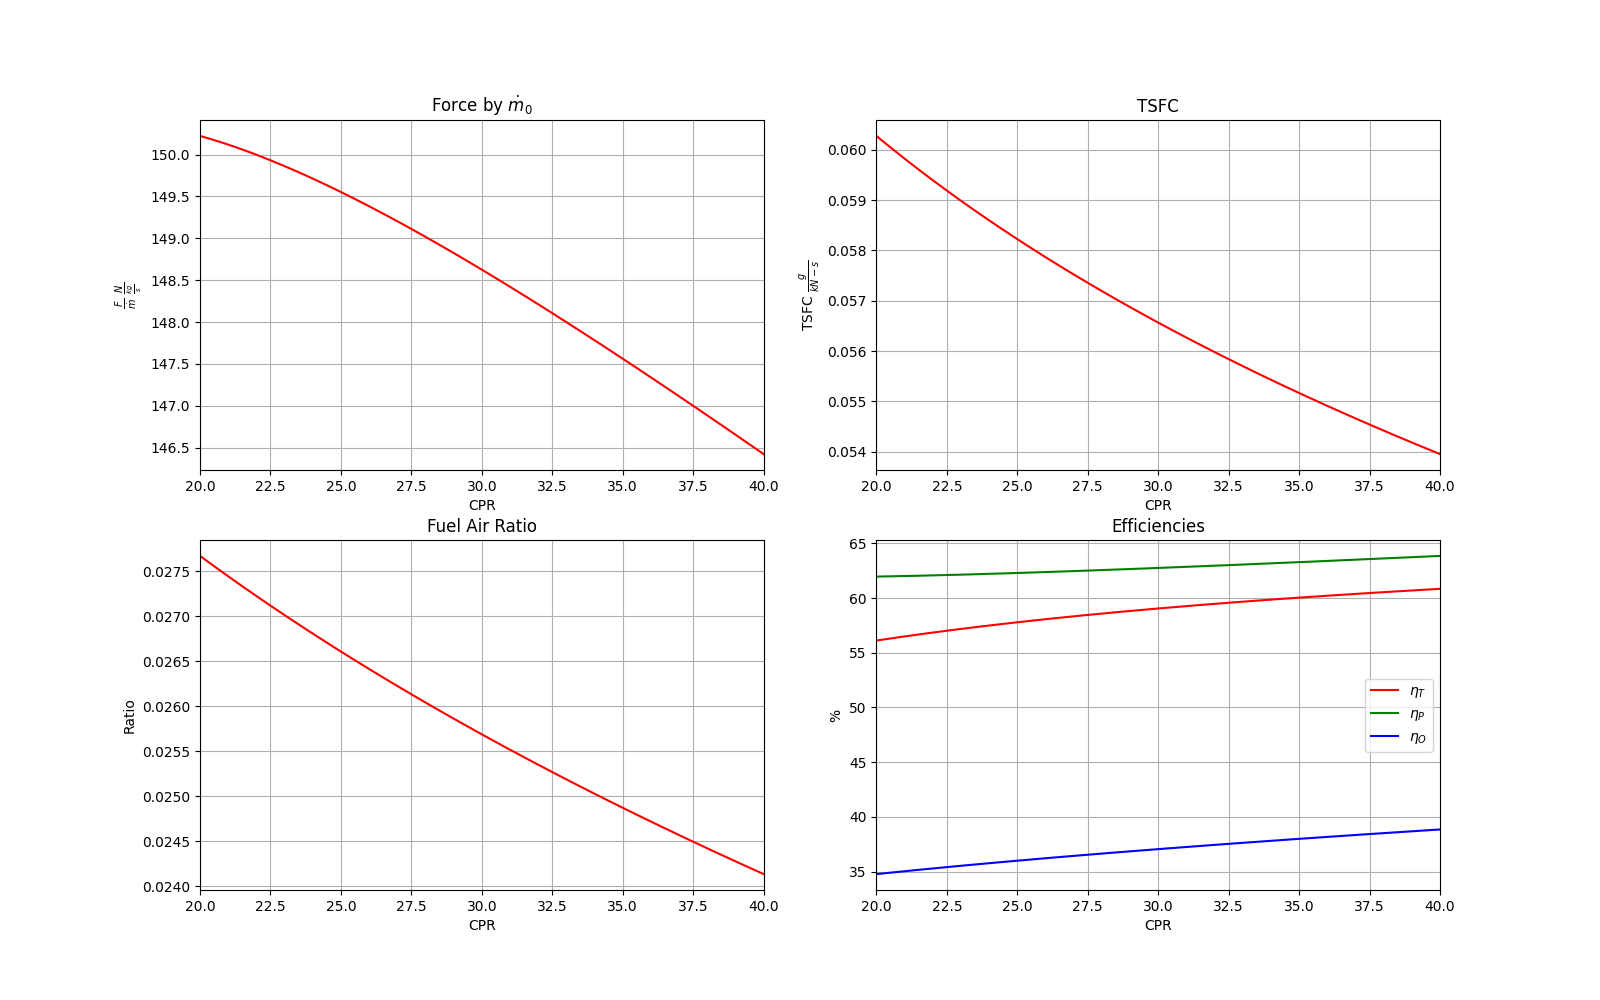 Force by ṁ₀
150.0
149.5
149.0
148.5
148.0
147.5
147.0
146.5
F/ṁ N/(kg/s)
20.0 22.5 25.0 27.5 30.0 32.5 35.0 37.5 40.0
CPR
TSFC
0.060
0.059
0.058
0.057
0.056
0.055
0.054
TSFC g/(kN − s)
20.0 22.5 25.0 27.5 30.0 32.5 35.0 37.5 40.0
CPR
Fuel Air Ratio
0.0275
0.0270
0.0265
0.0260
0.0255
0.0250
0.0245
0.0240
Ratio
20.0 22.5 25.0 27.5 30.0 32.5 35.0 37.5 40.0
CPR
Efficiencies
65
60
55
50
45
40
35
%
η_T
η_P
η_O
20.0 22.5 25.0 27.5 30.0 32.5 35.0 37.5 40.0
CPR